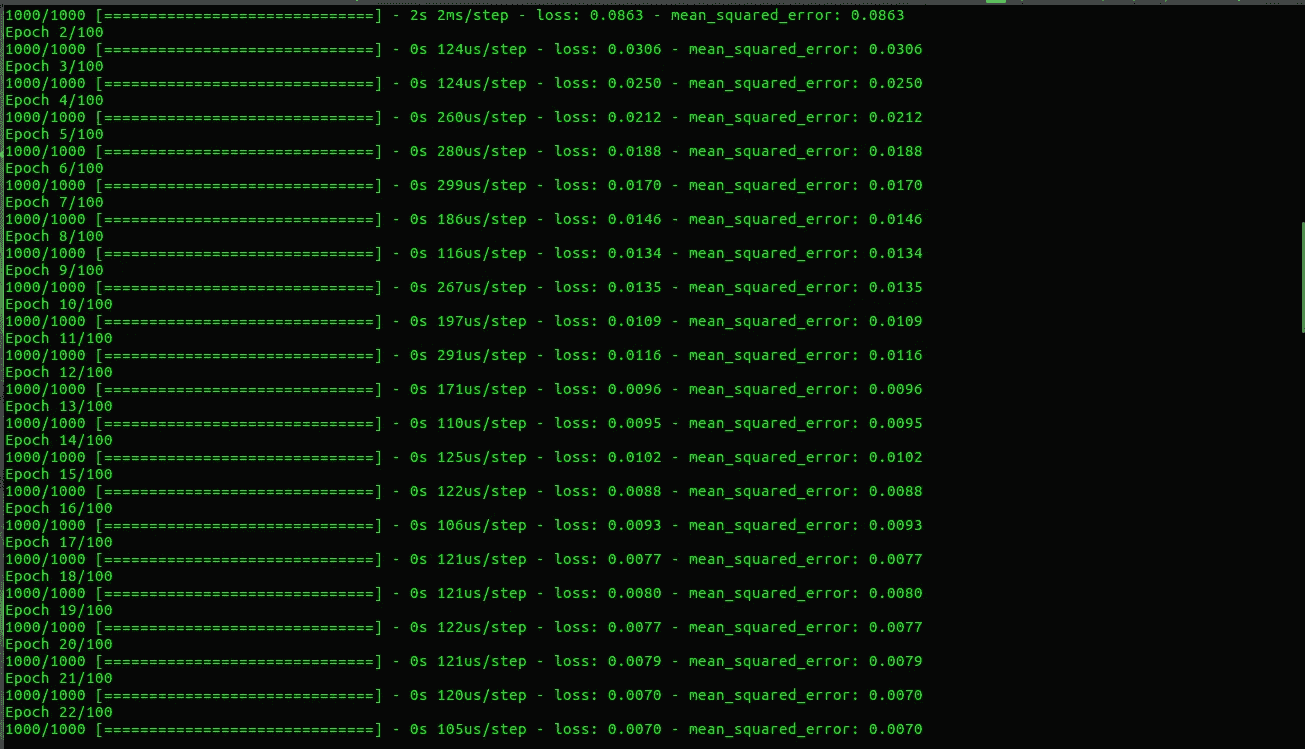 1000/1000 [==============================] - 2s 2ms/step - loss: 0.0863 - mean_squared_error: 0.0863
Epoch 2/100
1000/1000 [==============================] - 0s 124us/step - loss: 0.0306 - mean_squared_error: 0.0306
Epoch 3/100
1000/1000 [==============================] - 0s 124us/step - loss: 0.0250 - mean_squared_error: 0.0250
Epoch 4/100
1000/1000 [==============================] - 0s 260us/step - loss: 0.0212 - mean_squared_error: 0.0212
Epoch 5/100
1000/1000 [==============================] - 0s 280us/step - loss: 0.0188 - mean_squared_error: 0.0188
Epoch 6/100
1000/1000 [==============================] - 0s 299us/step - loss: 0.0170 - mean_squared_error: 0.0170
Epoch 7/100
1000/1000 [==============================] - 0s 186us/step - loss: 0.0146 - mean_squared_error: 0.0146
Epoch 8/100
1000/1000 [==============================] - 0s 116us/step - loss: 0.0134 - mean_squared_error: 0.0134
Epoch 9/100
1000/1000 [==============================] - 0s 267us/step - loss: 0.0135 - mean_squared_error: 0.0135
Epoch 10/100
1000/1000 [==============================] - 0s 197us/step - loss: 0.0109 - mean_squared_error: 0.0109
Epoch 11/100
1000/1000 [==============================] - 0s 291us/step - loss: 0.0116 - mean_squared_error: 0.0116
Epoch 12/100
1000/1000 [==============================] - 0s 171us/step - loss: 0.0096 - mean_squared_error: 0.0096
Epoch 13/100
1000/1000 [==============================] - 0s 110us/step - loss: 0.0095 - mean_squared_error: 0.0095
Epoch 14/100
1000/1000 [==============================] - 0s 125us/step - loss: 0.0102 - mean_squared_error: 0.0102
Epoch 15/100
1000/1000 [==============================] - 0s 122us/step - loss: 0.0088 - mean_squared_error: 0.0088
Epoch 16/100
1000/1000 [==============================] - 0s 106us/step - loss: 0.0093 - mean_squared_error: 0.0093
Epoch 17/100
1000/1000 [==============================] - 0s 121us/step - loss: 0.0077 - mean_squared_error: 0.0077
Epoch 18/100
1000/1000 [==============================] - 0s 121us/step - loss: 0.0080 - mean_squared_error: 0.0080
Epoch 19/100
1000/1000 [==============================] - 0s 122us/step - loss: 0.0077 - mean_squared_error: 0.0077
Epoch 20/100
1000/1000 [==============================] - 0s 121us/step - loss: 0.0079 - mean_squared_error: 0.0079
Epoch 21/100
1000/1000 [==============================] - 0s 120us/step - loss: 0.0070 - mean_squared_error: 0.0070
Epoch 22/100
1000/1000 [==============================] - 0s 105us/step - loss: 0.0070 - mean_squared_error: 0.0070